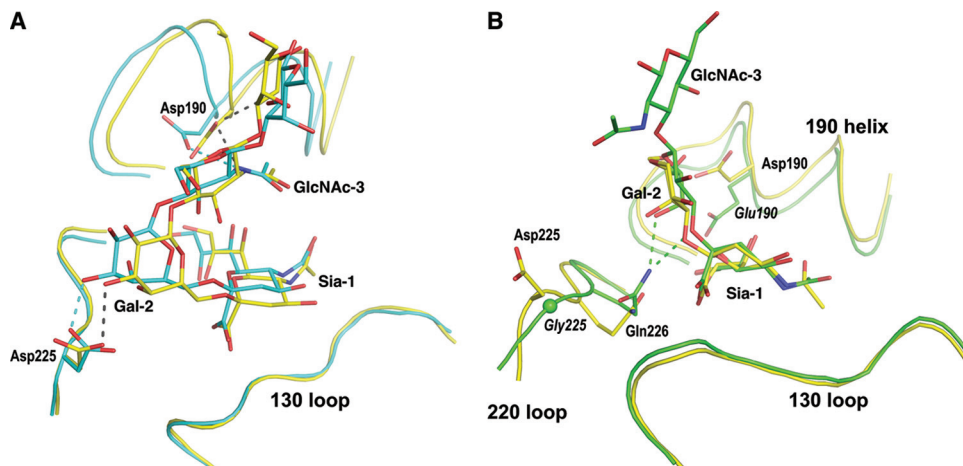 A
Asp190
GlcNAc-3
Sia-1
Gal-2
Asp225
130 loop
B
GlcNAc-3
190 helix
Asp190
Gal-2
Glu190
Asp225
Sia-1
Gly225
Gln226
220 loop
130 loop